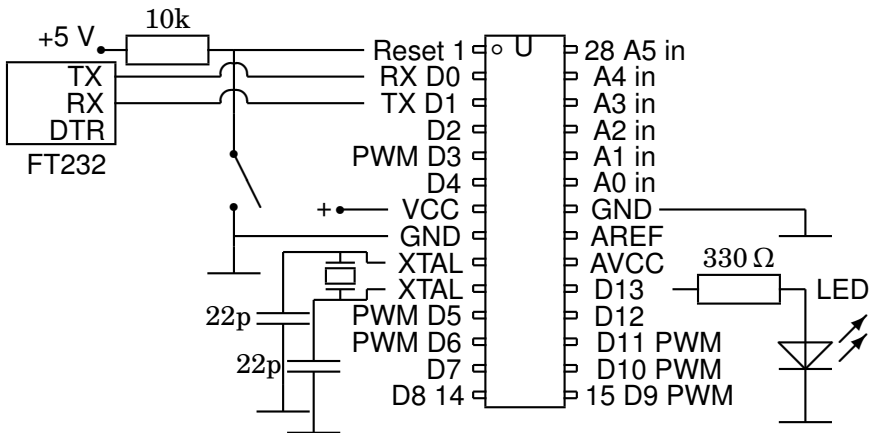 10k
+5 V
TX
RX
DTR
FT232
Reset 1
RX D0
TX D1
D2
PWM D3
D4
+
VCC
GND
XTAL
XTAL
PWM D5
PWM D6
D7
D8 14
22p
22p
28 A5 in
A4 in
A3 in
A2 in
A1 in
A0 in
GND
AREF
AVCC
D13
D12
D11 PWM
D10 PWM
15 D9 PWM
330 Ω
LED